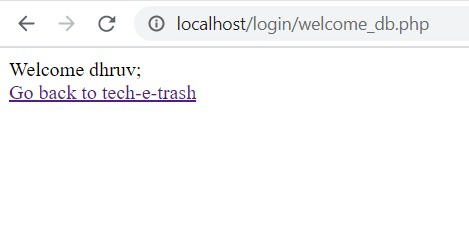 localhost/login/welcome_db.php
Welcome dhruv;
Go back to tech-e-trash